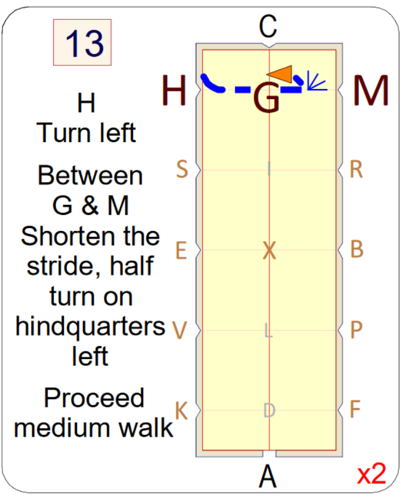 13
H
Turn left
Between
G & M
Shorten the
stride, half
turn on
hindquarters
left
Proceed
medium walk
C
H G M
S I R
E X B
V L P
K D F
A
x2